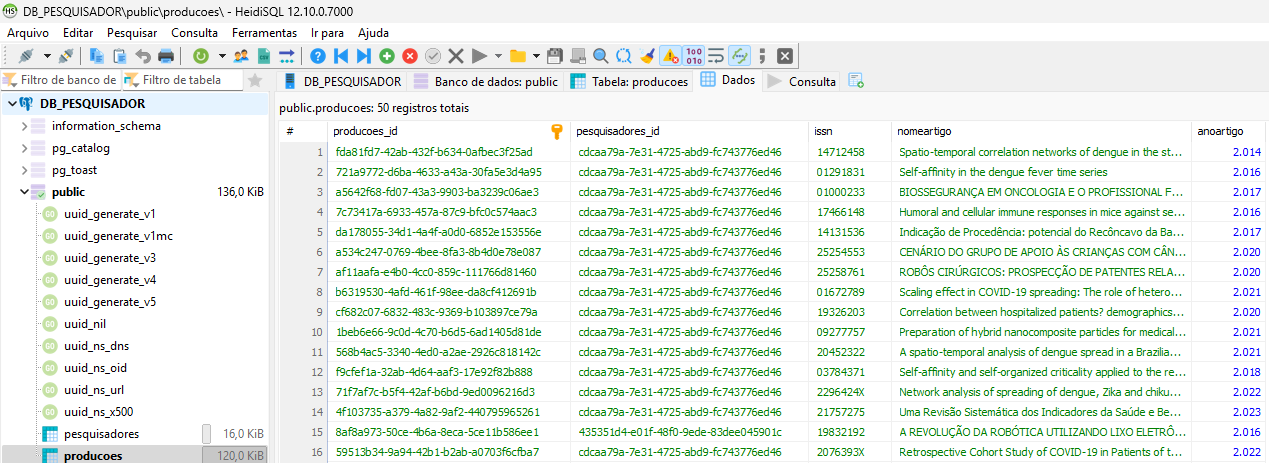 DB_PESQUISADOR\public\producoes\ - HeidiSQL 12.10.0.7000
Arquivo Editar Pesquisar Consulta Ferramentas Ir para Ajuda
Filtro de banco de Filtro de tabela DB_PESQUISADOR Banco de dados: public Tabela: producoes Dados Consulta
DB_PESQUISADOR
information_schema
pg_catalog
pg_toast
public 136,0 KiB
uuid_generate_v1
uuid_generate_v1mc
uuid_generate_v3
uuid_generate_v4
uuid_generate_v5
uuid_nil
uuid_ns_dns
uuid_ns_oid
uuid_ns_url
uuid_ns_x500
pesquisadores 16,0 KiB
producoes 120,0 KiB
public.producoes: 50 registros totais
# producoes_id pesquisadores_id issn nomeartigo anoartigo
1 fda81fd7-42ab-432f-b634-0afbec3f25ad cdcaa79a-7e31-4725-abd9-fc743776ed46 14712458 Spatio-temporal correlation networks of dengue in the st... 2.014
2 721a9772-d6ba-4633-a43a-30fa5e3d4a95 cdcaa79a-7e31-4725-abd9-fc743776ed46 01291831 Self-affinity in the dengue fever time series 2.016
3 a5642f68-fd07-43a3-9903-ba3239c06ae3 cdcaa79a-7e31-4725-abd9-fc743776ed46 01000233 BIOSSEGURANÇA EM ONCOLOGIA E O PROFISSIONAL F... 2.017
4 7c73417a-6933-457a-87c9-bfc0c574aac3 cdcaa79a-7e31-4725-abd9-fc743776ed46 17466148 Humoral and cellular immune responses in mice against se... 2.016
5 da178055-34d1-4a4f-a0d0-6852e153556e cdcaa79a-7e31-4725-abd9-fc743776ed46 14131536 Indicação de Procedência: potencial do Recôncavo da Ba... 2.017
6 a534c247-0769-4bee-8fa3-8b4d0e78e087 cdcaa79a-7e31-4725-abd9-fc743776ed46 25254553 CENÁRIO DO GRUPO DE APOIO ÀS CRIANÇAS COM CÂN... 2.020
7 af11aafa-e4b0-4cc0-859c-111766d81460 cdcaa79a-7e31-4725-abd9-fc743776ed46 25258761 ROBÔS CIRÚRGICOS: PROSPECÇÃO DE PATENTES RELA... 2.020
8 b6319530-4afd-461f-98ee-da8cf412691b cdcaa79a-7e31-4725-abd9-fc743776ed46 01672789 Scaling effect in COVID-19 spreading: The role of hetero... 2.021
9 cf682c07-6832-483c-9369-b103897ce79a cdcaa79a-7e31-4725-abd9-fc743776ed46 19326203 Correlation between hospitalized patients? demographics... 2.020
10 1beb6e66-9c0d-4c70-b6d5-6ad1405d81de cdcaa79a-7e31-4725-abd9-fc743776ed46 09277757 Preparation of hybrid nanocomposite particles for medical... 2.021
11 568b4ac5-3340-4ed0-a2ae-2926c818142c cdcaa79a-7e31-4725-abd9-fc743776ed46 20452322 A spatio-temporal analysis of dengue spread in a Brazilia... 2.021
12 f9cfef1a-32ab-4d64-aaf3-17e92f82b888 cdcaa79a-7e31-4725-abd9-fc743776ed46 03784371 Self-affinity and self-organized criticality applied to the re... 2.018
13 71f7af7c-b5f4-42af-b6bd-9ed0096216d3 cdcaa79a-7e31-4725-abd9-fc743776ed46 2296424X Network analysis of spreading of dengue, Zika and chiku... 2.022
14 4f103735-a379-4a82-9af2-440795965261 cdcaa79a-7e31-4725-abd9-fc743776ed46 21757275 Uma Revisão Sistemática dos Indicadores da Saúde e Be... 2.023
15 8af8a973-50ce-4b6a-8eca-5ce11b586ee1 435351d4-e01f-48f0-9ede-83dee045901c 19832192 A REVOLUÇÃO DA ROBÓTICA UTILIZANDO LIXO ELETRÔ... 2.016
16 59513b34-9a94-42b1-b2ab-a0703f6cfba7 cdcaa79a-7e31-4725-abd9-fc743776ed46 2076393X Retrospective Cohort Study of COVID-19 in Patients of t... 2.022